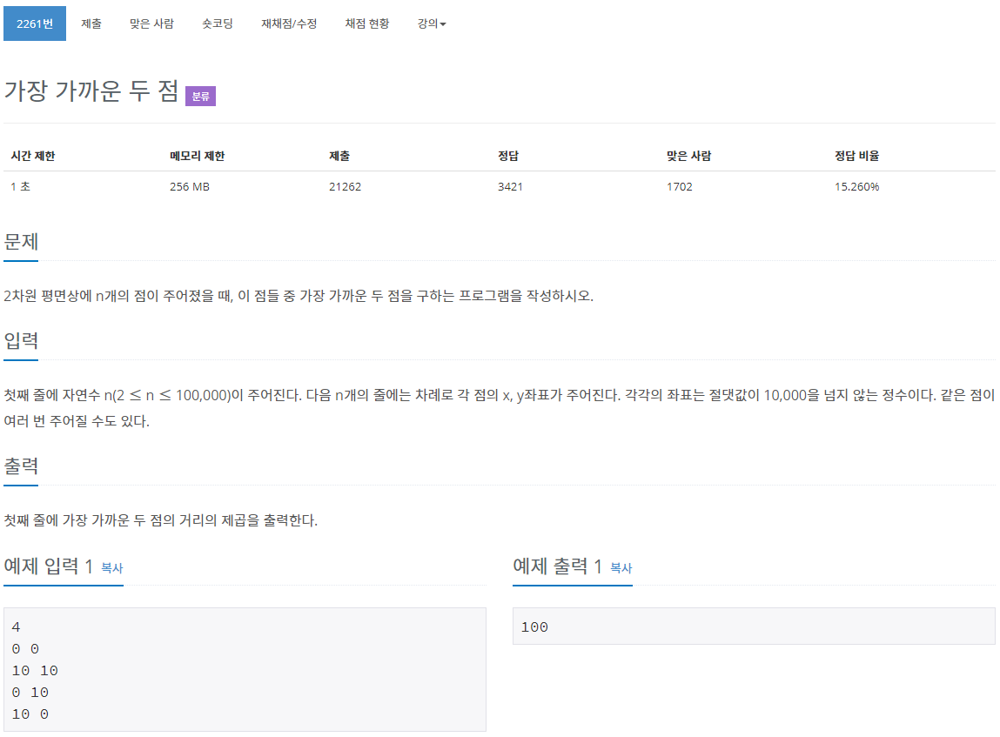 2261번 제출 맞은 사람 숏코딩 재채점/수정 채점 현황 강의
가장 가까운 두 점 분류
시간 제한 메모리 제한 제출 정답 맞은 사람 정답 비율
1 초 256 MB 21262 3421 1702 15.260%
문제
2차원 평면상에 n개의 점이 주어졌을 때, 이 점들 중 가장 가까운 두 점을 구하는 프로그램을 작성하시오.
입력
첫째 줄에 자연수 n(2 ≤ n ≤ 100,000)이 주어진다. 다음 n개의 줄에는 차례로 각 점의 x, y좌표가 주어진다. 각각의 좌표는 절댓값이 10,000을 넘지 않는 정수이다. 같은 점이
여러 번 주어질 수도 있다.
출력
첫째 줄에 가장 가까운 두 점의 거리의 제곱을 출력한다.
예제 입력 1 복사
4
0 0
10 10
0 10
10 0
예제 출력 1 복사
100